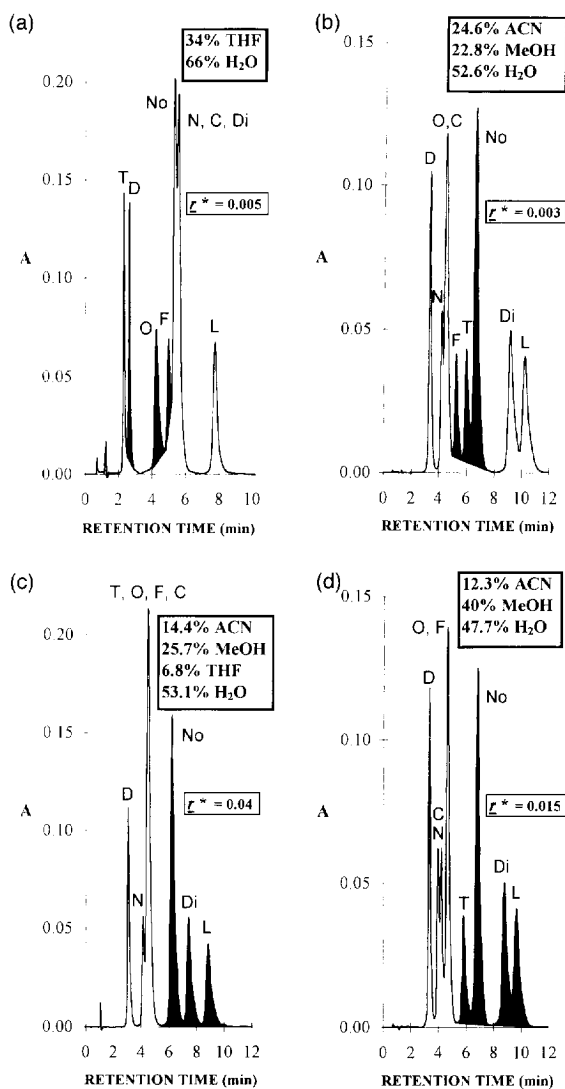 (a)
34% THF
66% H₂O
0.20
0.15
0.10
0.05
0.00
A
T D
O F
No
N, C, Di
L
r* = 0.005
0 2 4 6 8 10
RETENTION TIME (min)
(b)
24.6% ACN
22.8% MeOH
52.6% H₂O
0.15
0.10
0.05
0.00
A
D
O,C
No
N
F T
Di
L
r* = 0.003
0 2 4 6 8 10 12
RETENTION TIME (min)
(c)
T, O, F, C
14.4% ACN
25.7% MeOH
6.8% THF
53.1% H₂O
0.20
0.15
0.10
0.05
0.00
A
No
D
N
Di
L
r* = 0.04
0 2 4 6 8 10 12
RETENTION TIME (min)
(d)
12.3% ACN
40% MeOH
47.7% H₂O
0.15
0.10
0.05
0.00
A
O, F
D
No
C
N
T
Di
L
r* = 0.015
0 2 4 6 8 10 12
RETENTION TIME (min)